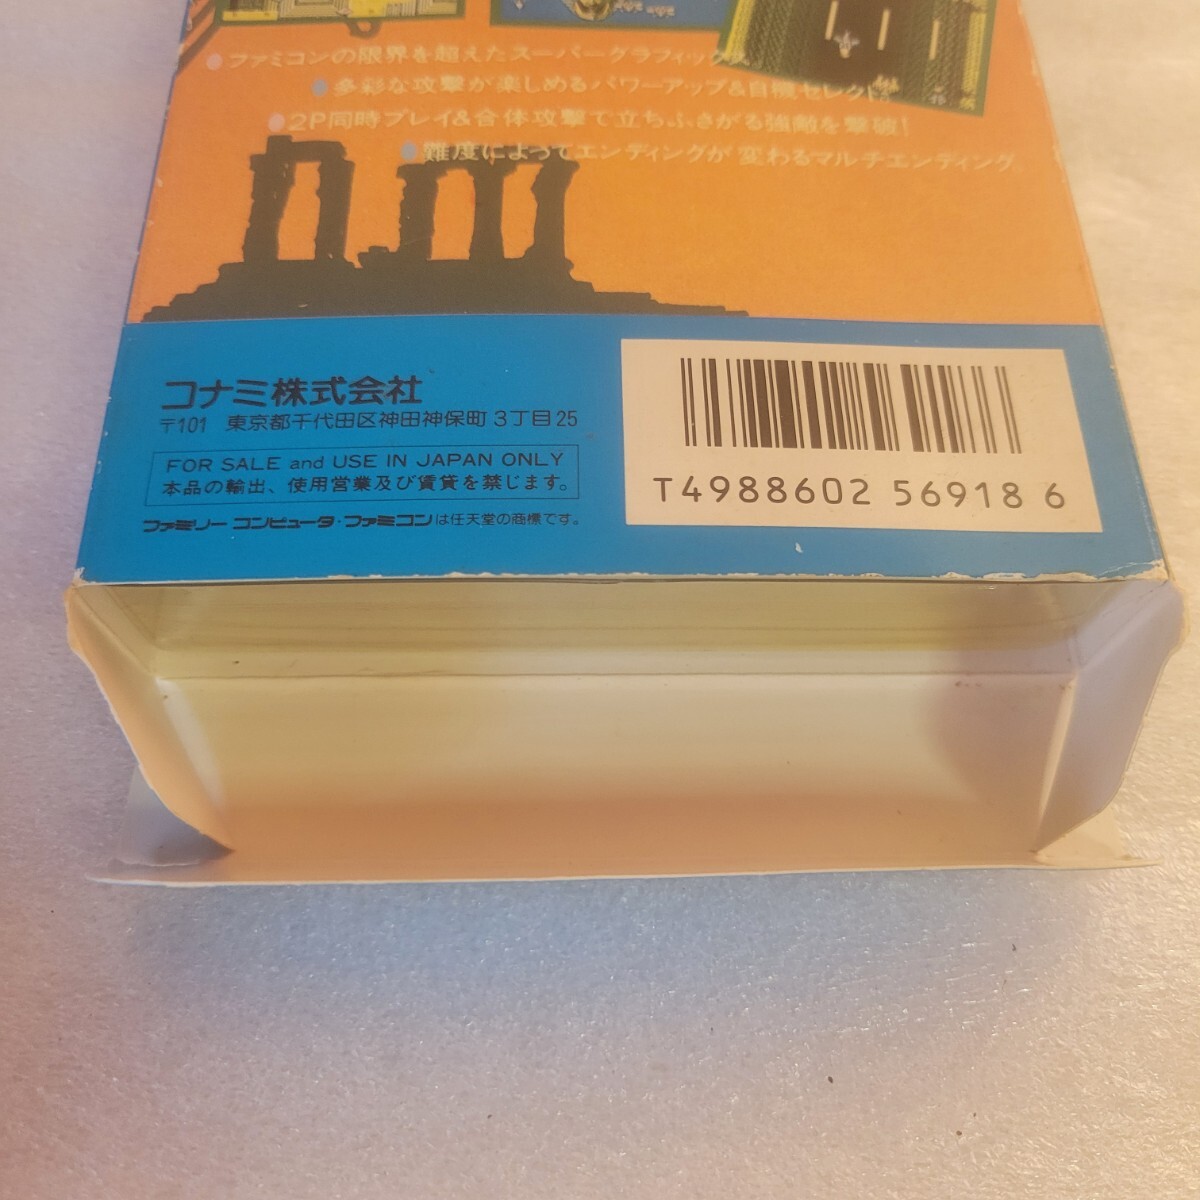 ●ファミコンの限界を超えたスーパーグラフィックス。
●多彩な攻撃が楽しめるパワーアップ&自機セレクト。
●2P同時プレイ&合体攻撃で立ちふさがる強敵を撃破!
●難度によってエンディングが変わるマルチエンディング。
コナミ株式会社
〒101 東京都千代田区神田神保町3丁目25
FOR SALE and USE IN JAPAN ONLY
本品の輸出、使用営業及び賃貸を禁じます。
ファミリーコンピュータ・ファミコンは任天堂の商標です。
T4988602 569186